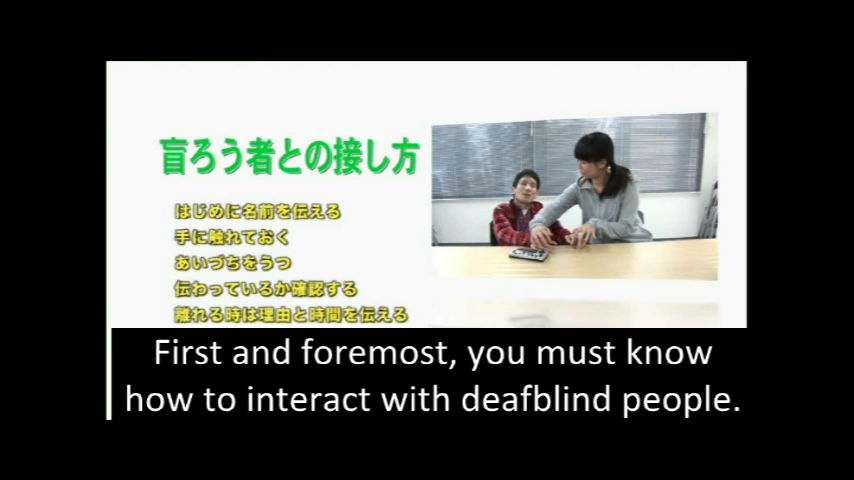 盲ろう者との接し方
はじめに名前を伝える
手に触れておく
あいづちをうつ
伝わっているか確認する
離れる時は理由と時間を伝える
First and foremost, you must know
how to interact with deafblind people.